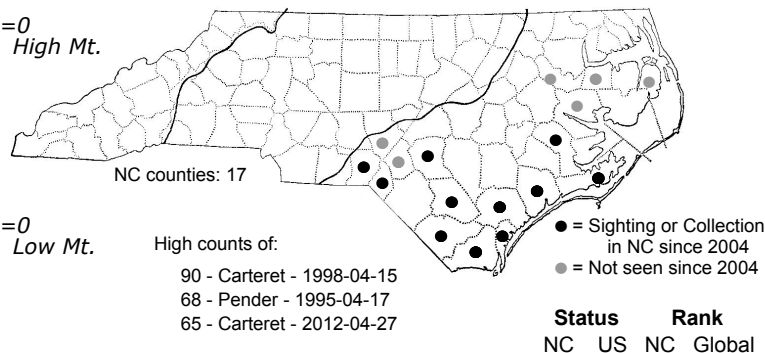 =0
High Mt.
NC counties: 17
=0
Low Mt.
High counts of:
90 - Carteret - 1998-04-15
68 - Pender - 1995-04-17
65 - Carteret - 2012-04-27
● = Sighting or Collection
in NC since 2004
● = Not seen since 2004
Status Rank
NC US NC Global